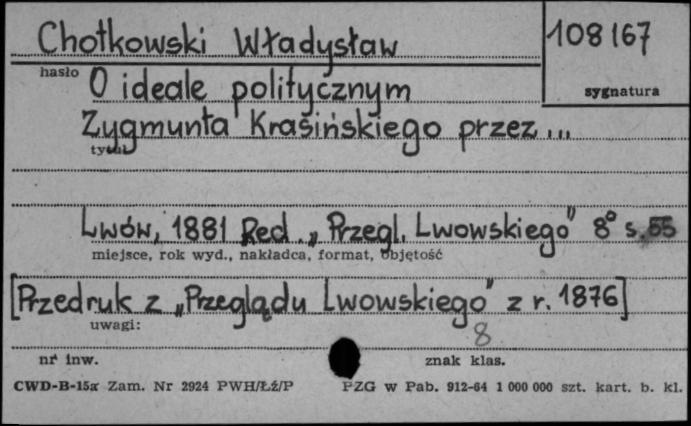 Chotkowski Władysław
108167
hasło
sygnatura
O ideale politycznym
Zygmunta Krasińskiego przez ...
tytuł
Lwów, 1881 Red. „Przegl. Lwowskiego" 8° s. 55
miejsce, rok wyd., nakładca, format, objętość
[Przedruk z „Przeglądu Lwowskiego" z r. 1876]
uwagi:
8
nr inw.
znak klas.
CWD-B-15a Zam. Nr 2924 PWH/Łź/P PZG w Pab. 912-64 1 000 000 szt. kart. b. kl.